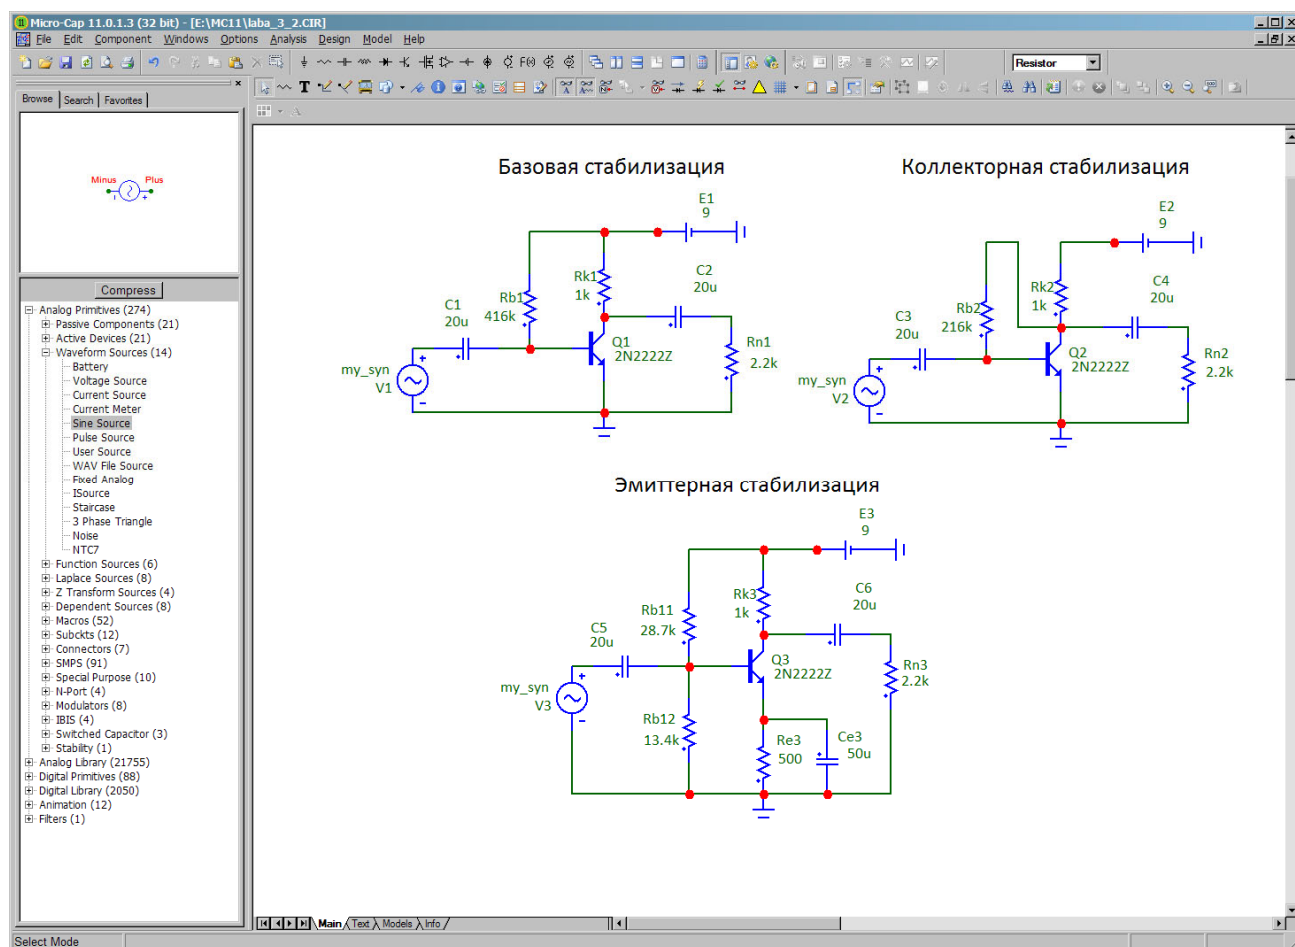 Micro-Cap 11.0.1.3 (32 bit) - [E:\MC11\laba_3_2.CIR]
File Edit Component Windows Options Analysis Design Model Help
Resistor
Browse Search Favorites
Minus Plus
Compress
Analog Primitives (274)
Passive Components (21)
Active Devices (21)
Waveform Sources (14)
Battery
Voltage Source
Current Source
Current Meter
Sine Source
Pulse Source
User Source
WAV File Source
Fixed Analog
ISource
Staircase
3 Phase Triangle
Noise
NTC7
Function Sources (6)
Laplace Sources (8)
Z Transform Sources (4)
Dependent Sources (8)
Macros (52)
Subckts (12)
Connectors (7)
SMPS (91)
Special Purpose (10)
N-Port (4)
Modulators (8)
IBIS (4)
Switched Capacitor (3)
Stability (1)
Analog Library (21755)
Digital Primitives (88)
Digital Library (2050)
Animation (12)
Filters (1)
Базовая стабилизация
E1
9
Rk1
1k
C2
20u
Rb1
416k
C1
20u
Q1
2N2222Z
Rn1
2.2k
my_syn
V1
Коллекторная стабилизация
E2
9
Rk2
1k
C4
20u
Rb2
216k
C3
20u
Q2
2N2222Z
Rn2
2.2k
my_syn
V2
Эмиттерная стабилизация
E3
9
Rk3
1k
C6
20u
Rb11
28.7k
C5
20u
Q3
2N2222Z
Rn3
2.2k
my_syn
V3
Rb12
13.4k
Re3
500
Ce3
50u
Main Text Models Info
Select Mode